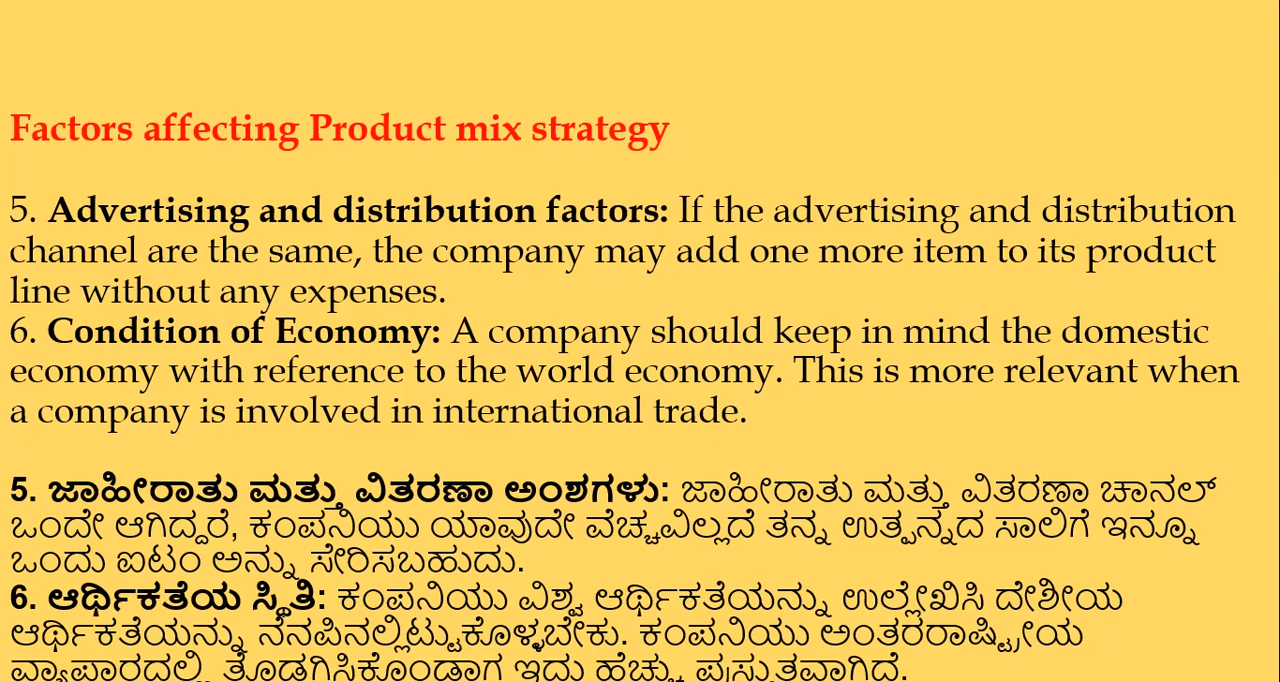 Factors affecting Product mix strategy
5. Advertising and distribution factors: If the advertising and distribution
channel are the same, the company may add one more item to its product
line without any expenses.
6. Condition of Economy: A company should keep in mind the domestic
economy with reference to the world economy. This is more relevant when
a company is involved in international trade.
5. ಜಾಹೀರಾತು ಮತ್ತು ವಿತರಣಾ ಅಂಶಗಳು: ಜಾಹೀರಾತು ಮತ್ತು ವಿತರಣಾ ಚಾನಲ್
ಒಂದೇ ಆಗಿದ್ದರೆ, ಕಂಪನಿಯು ಯಾವುದೇ ವೆಚ್ಚವಿಲ್ಲದೆ ತನ್ನ ಉತ್ಪನ್ನದ ಸಾಲಿಗೆ ಇನ್ನೂ
ಒಂದು ಐಟಂ ಅನ್ನು ಸೇರಿಸಬಹುದು.
6. ಆರ್ಥಿಕತೆಯ ಸ್ಥಿತಿ: ಕಂಪನಿಯು ವಿಶ್ವ ಆರ್ಥಿಕತೆಯನ್ನು ಉಲ್ಲೇಖಿಸಿ ದೇಶೀಯ
ಆರ್ಥಿಕತೆಯನ್ನು ನೆನಪಿನಲ್ಲಿಟ್ಟುಕೊಳ್ಳಬೇಕು. ಕಂಪನಿಯು ಅಂತರರಾಷ್ಟ್ರೀಯ
ವ್ಯಾಪಾರದಲ್ಲಿ ತೊಡಗಿಸಿಕೊಂಡಾಗ ಇದು ಹೆಚ್ಚು ಪ್ರಸ್ತುತವಾಗಿದೆ.